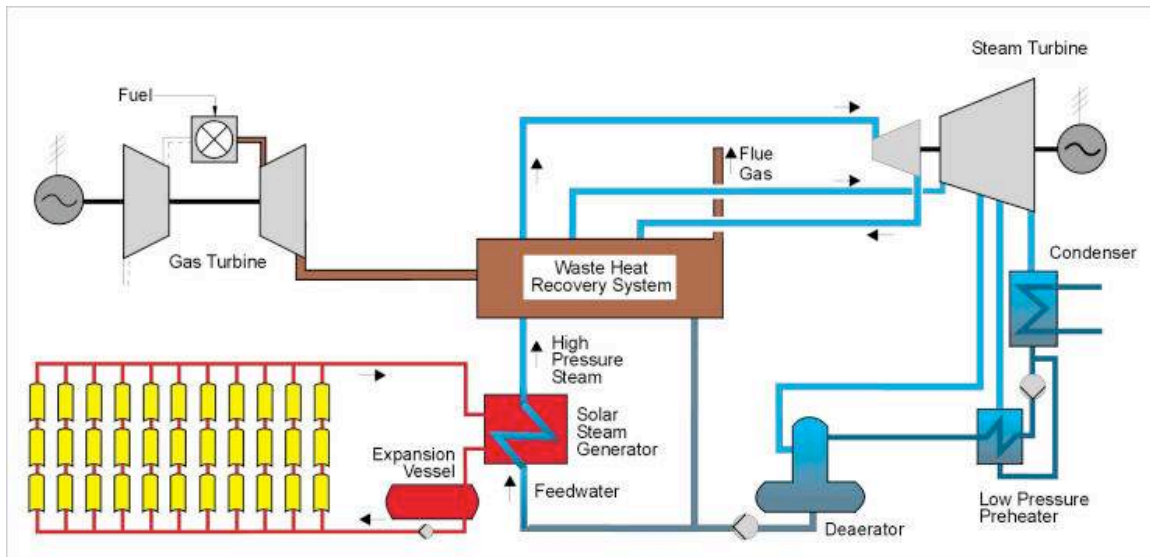 Steam Turbine
Fuel
Flue
Gas
Gas Turbine
Waste Heat
Recovery System
Condenser
High
Pressure
Steam
Solar
Steam
Generator
Expansion
Vessel
Feedwater
Deaerator
Low Pressure
Preheater